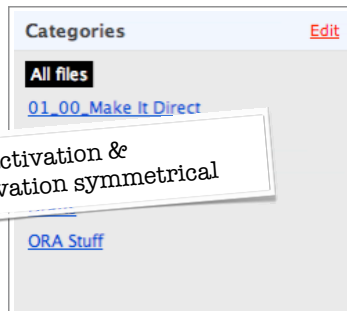 Categories Edit
All files
01_00_Make It Direct
ctivation &
vation symmetrical
ORA Stuff